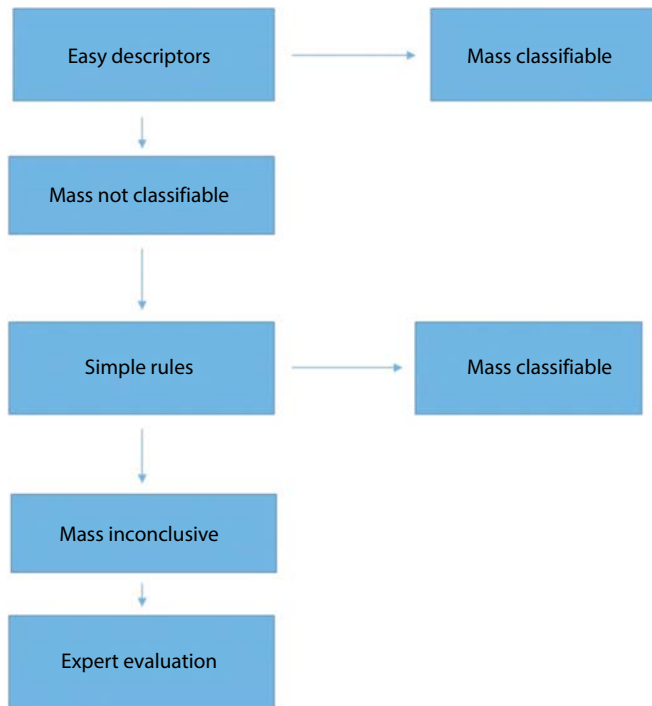 Easy descriptors
Mass classifiable
Mass not classifiable
Simple rules
Mass classifiable
Mass inconclusive
Expert evaluation